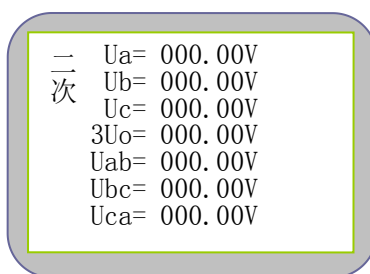 二次
Ua= 000.00V
Ub= 000.00V
Uc= 000.00V
3Uo= 000.00V
Uab= 000.00V
Ubc= 000.00V
Uca= 000.00V